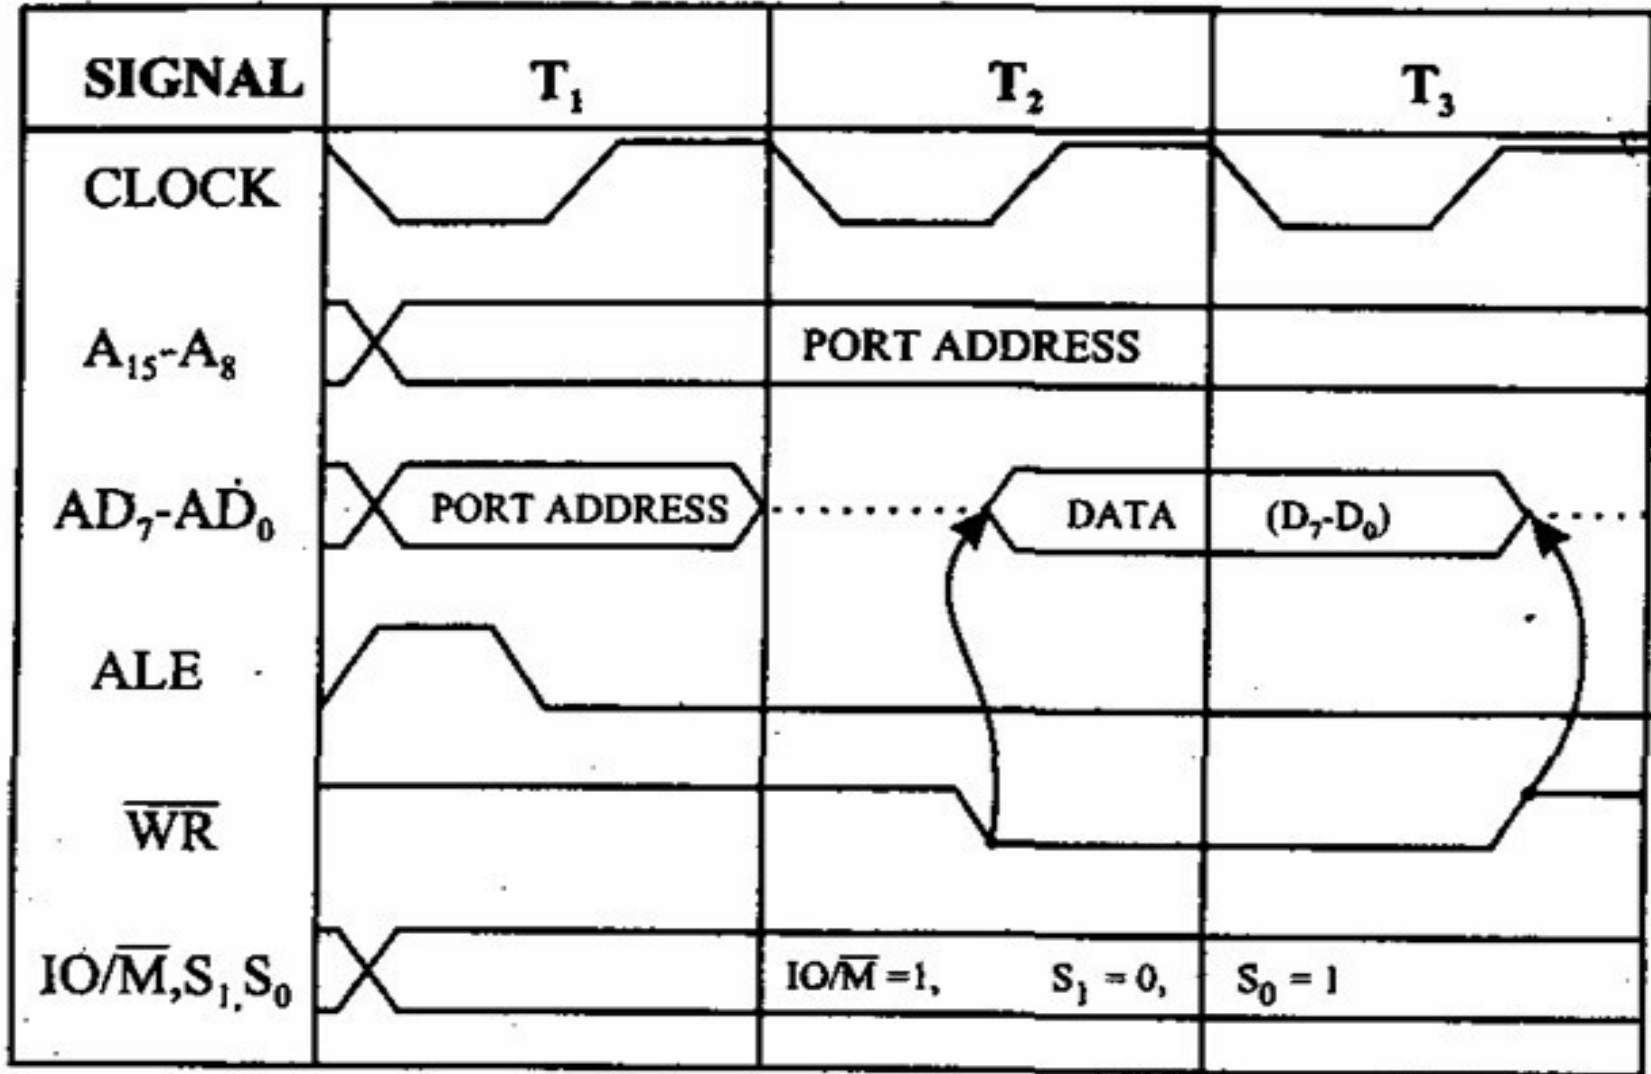 SIGNAL T₁ T₂ T₃
CLOCK
A₁₅-A₈ PORT ADDRESS
AD₇-AD₀ PORT ADDRESS DATA (D₇-D₀)
ALE
W̅R̅
IO/M̅,S₁,S₀ IO/M̅ =1, S₁ = 0, S₀ = 1